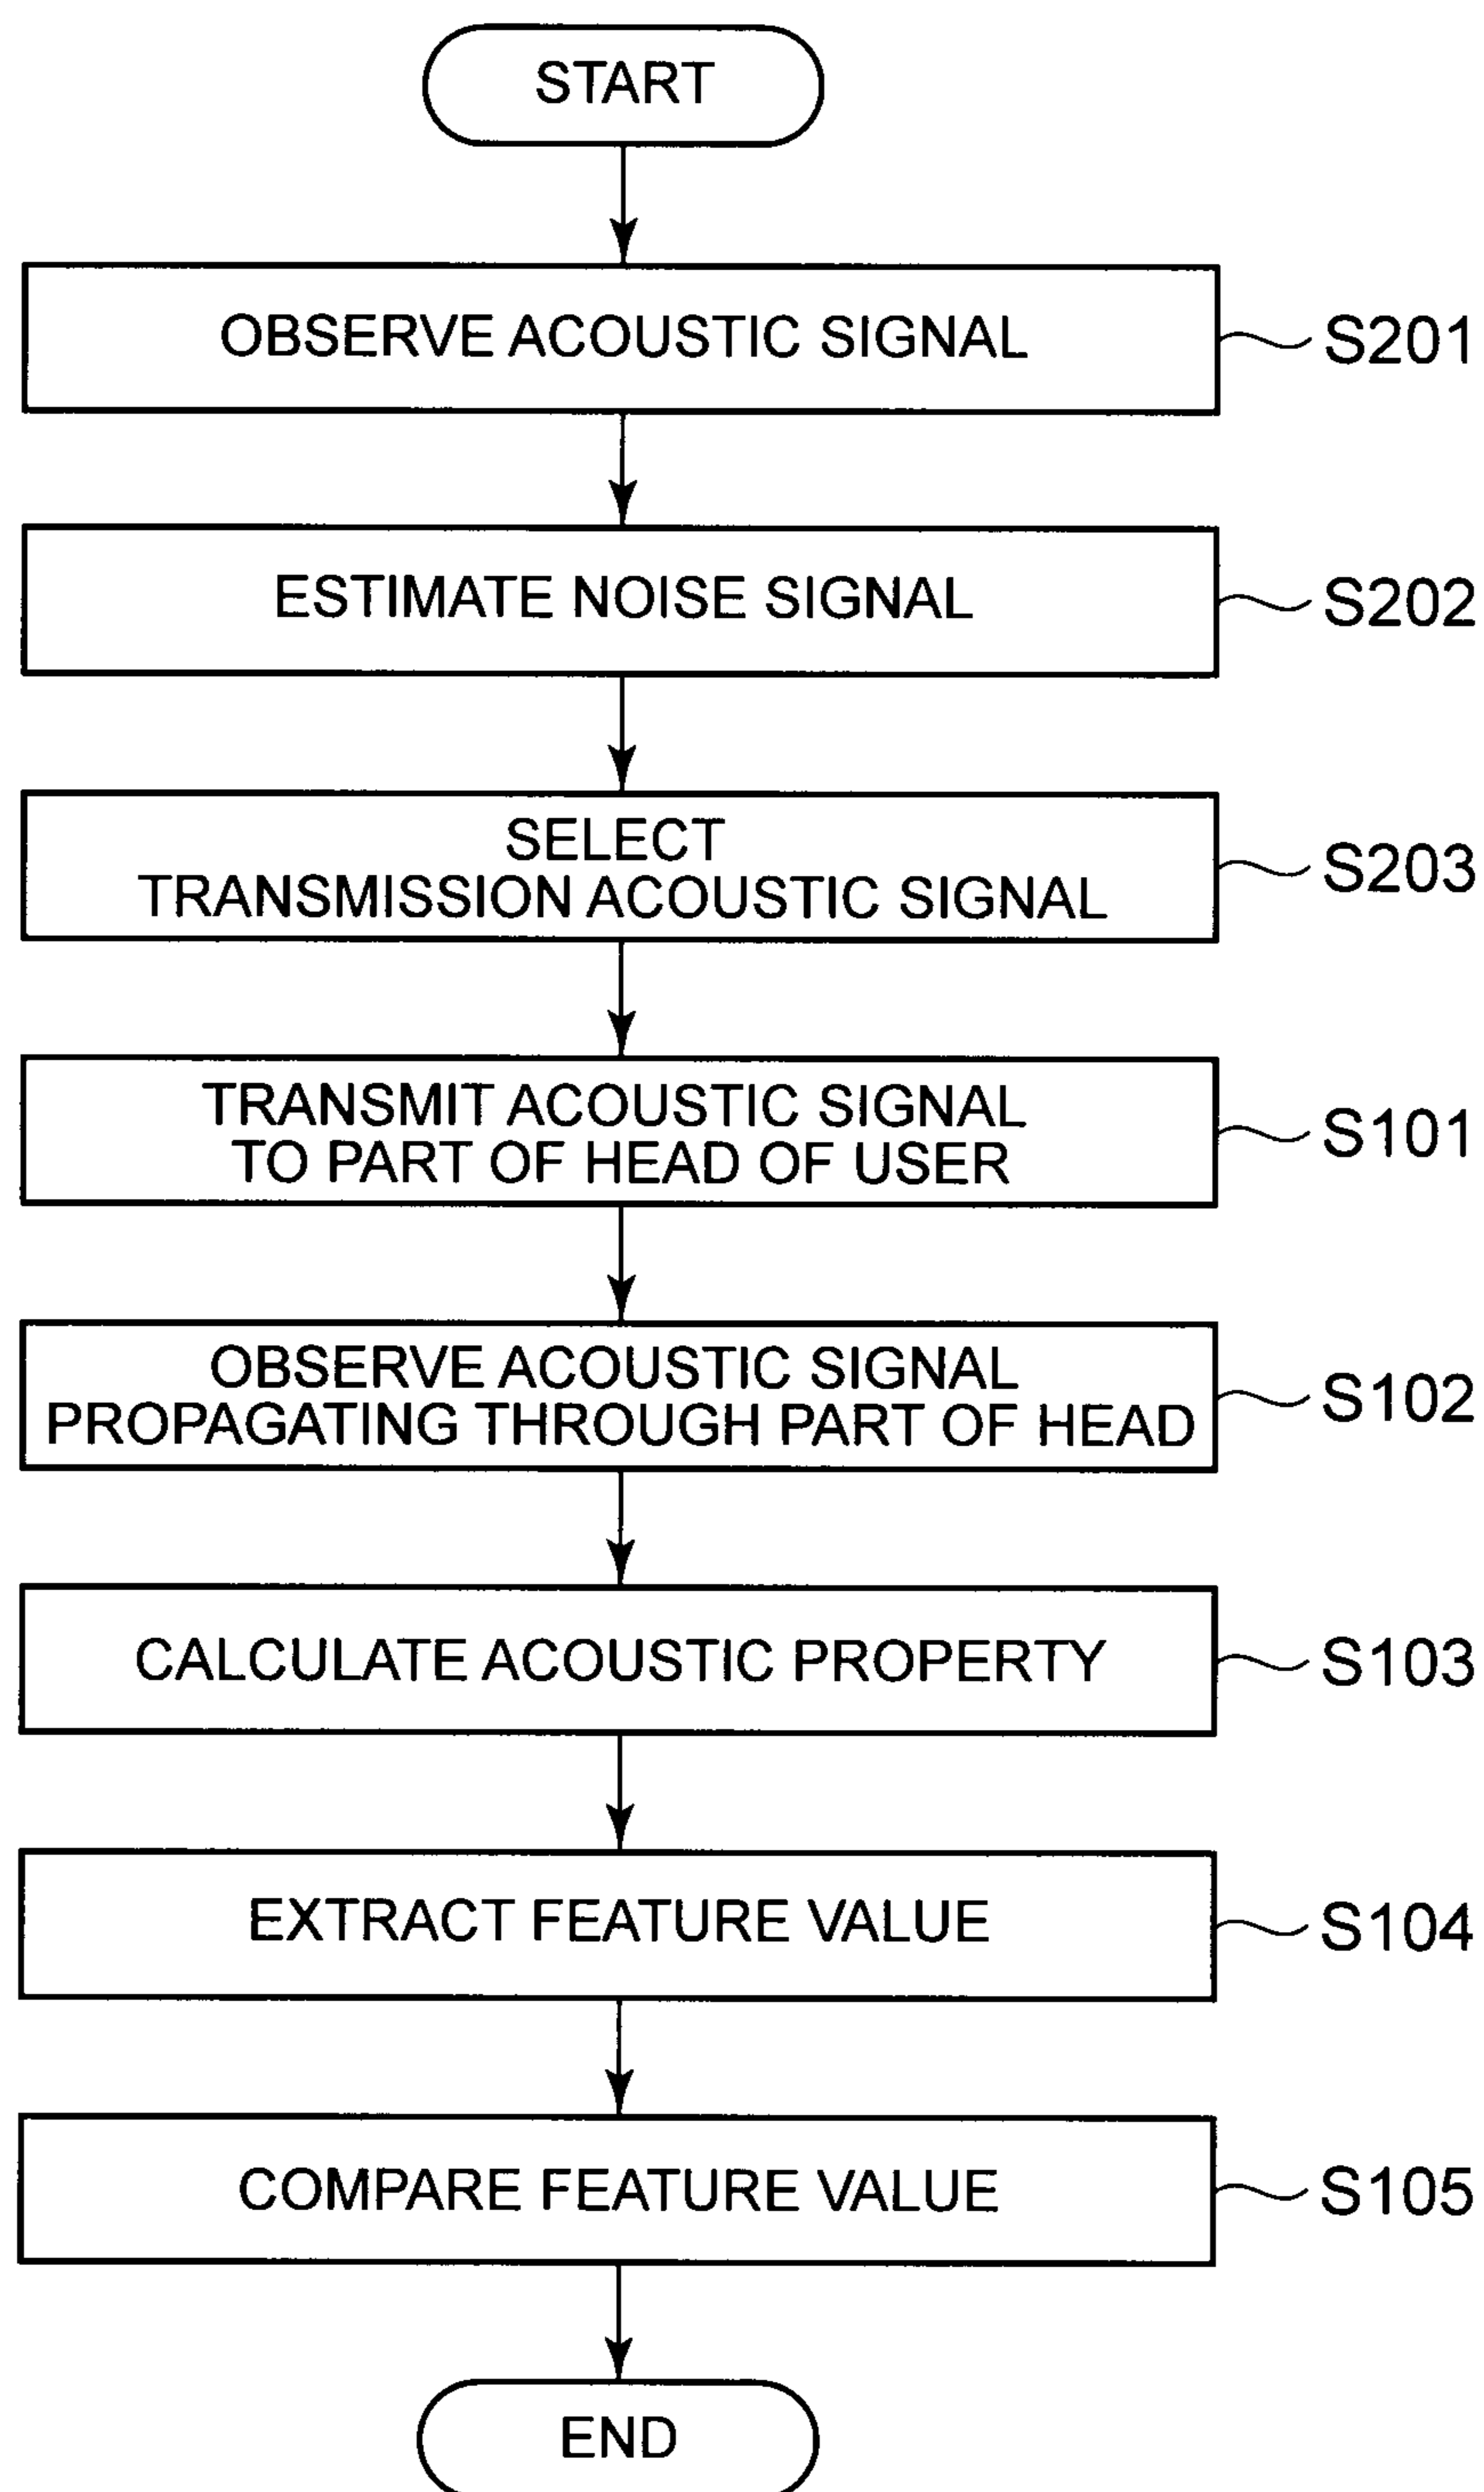 START
OBSERVE ACOUSTIC SIGNAL
S201
ESTIMATE NOISE SIGNAL
S202
SELECT
TRANSMISSION ACOUSTIC SIGNAL
S203
TRANSMIT ACOUSTIC SIGNAL
TO PART OF HEAD OF USER
S101
OBSERVE ACOUSTIC SIGNAL
PROPAGATING THROUGH PART OF HEAD
S102
CALCULATE ACOUSTIC PROPERTY
S103
EXTRACT FEATURE VALUE
S104
COMPARE FEATURE VALUE
S105
END